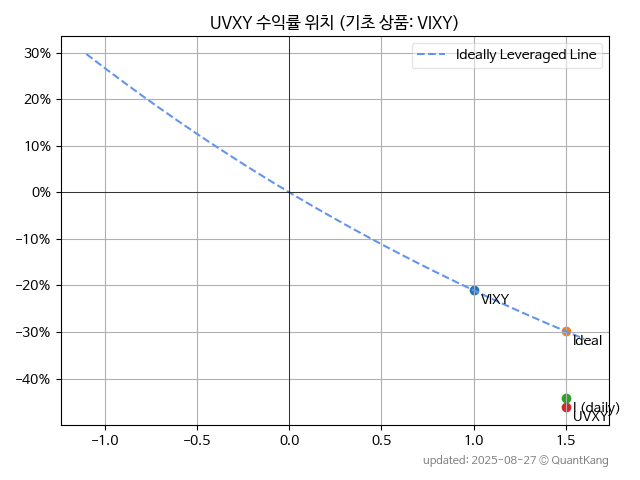 UVXY 수익률 위치 (기초 상품: VIXY)
Ideally Leveraged Line
30%
20%
10%
0%
−10%
−20%
−30%
−40%
VIXY
Ideal
I (daily)
UVXY
−1.0
−0.5
0.0
0.5
1.0
1.5
updated: 2025-08-27 © QuantKang